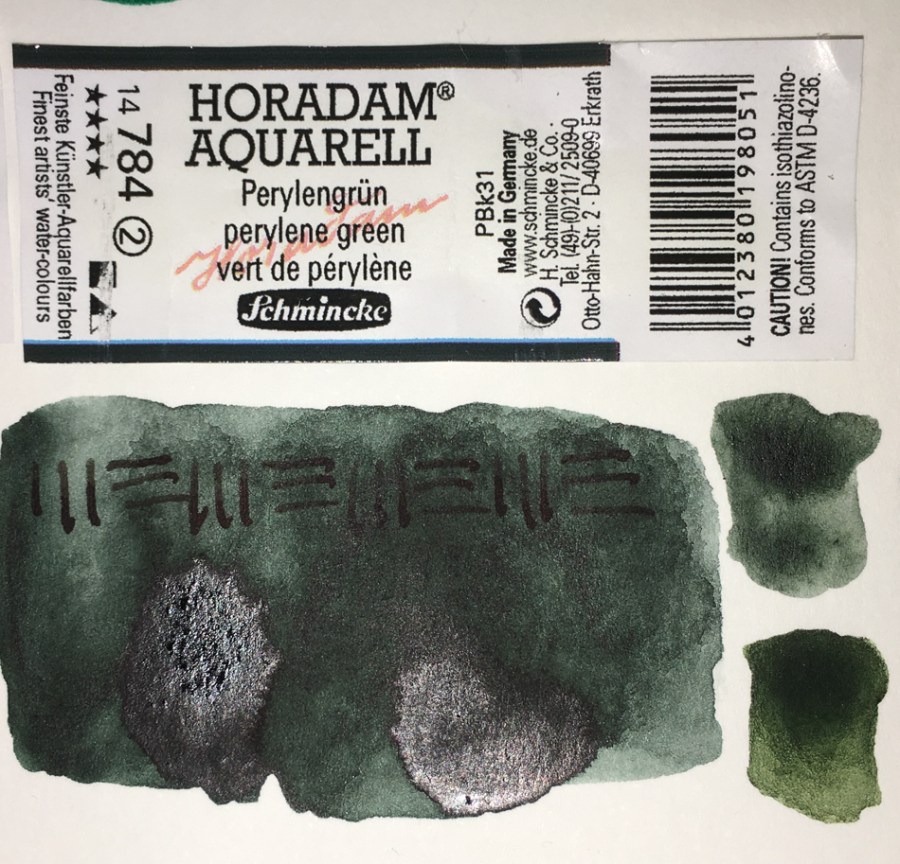 Feinste Künstler-Aquarellfarben
Finest artists' water-colours
★★★★
14 784 ②
HORADAM®
AQUARELL
Perylengrün
perylene green
vert de pérylène
Horadam
Schmincke
PBk31
Made in Germany
www.schmincke.de
H. Schmincke & Co.
Tel. (49)-(0)211/2509-0
Otto-Hahn-Str. 2 · D-40699 Erkrath
4 012380 198051
CAUTION! Contains isothiazolino-
nes. Conforms to ASTM D-4236.